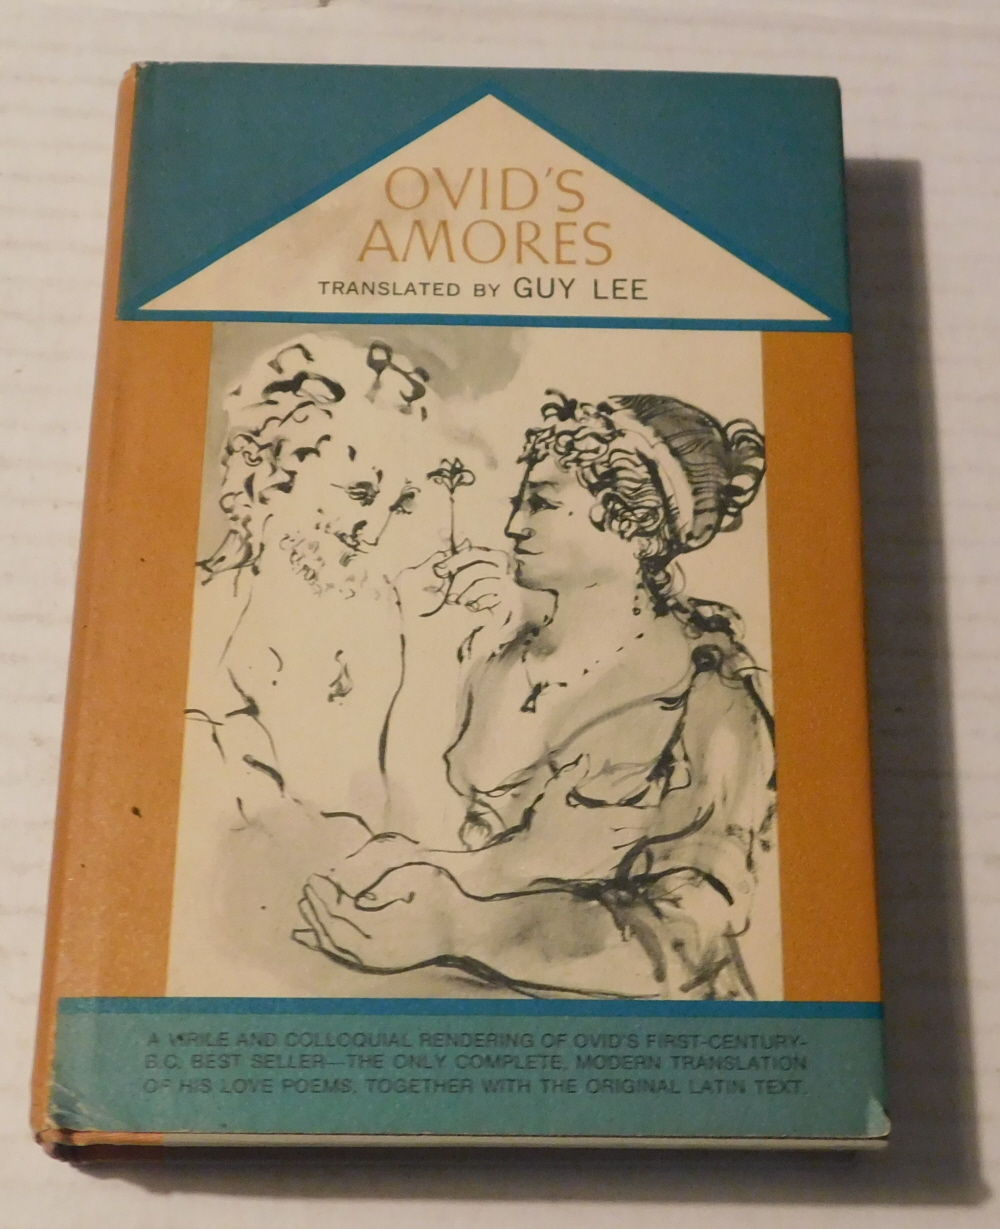 OVID'S
AMORES
TRANSLATED BY GUY LEE
A VIRILE AND COLLOQUIAL RENDERING OF OVID'S FIRST-CENTURY-
B.C. BEST SELLER—THE ONLY COMPLETE, MODERN TRANSLATION
OF HIS LOVE POEMS, TOGETHER WITH THE ORIGINAL LATIN TEXT.